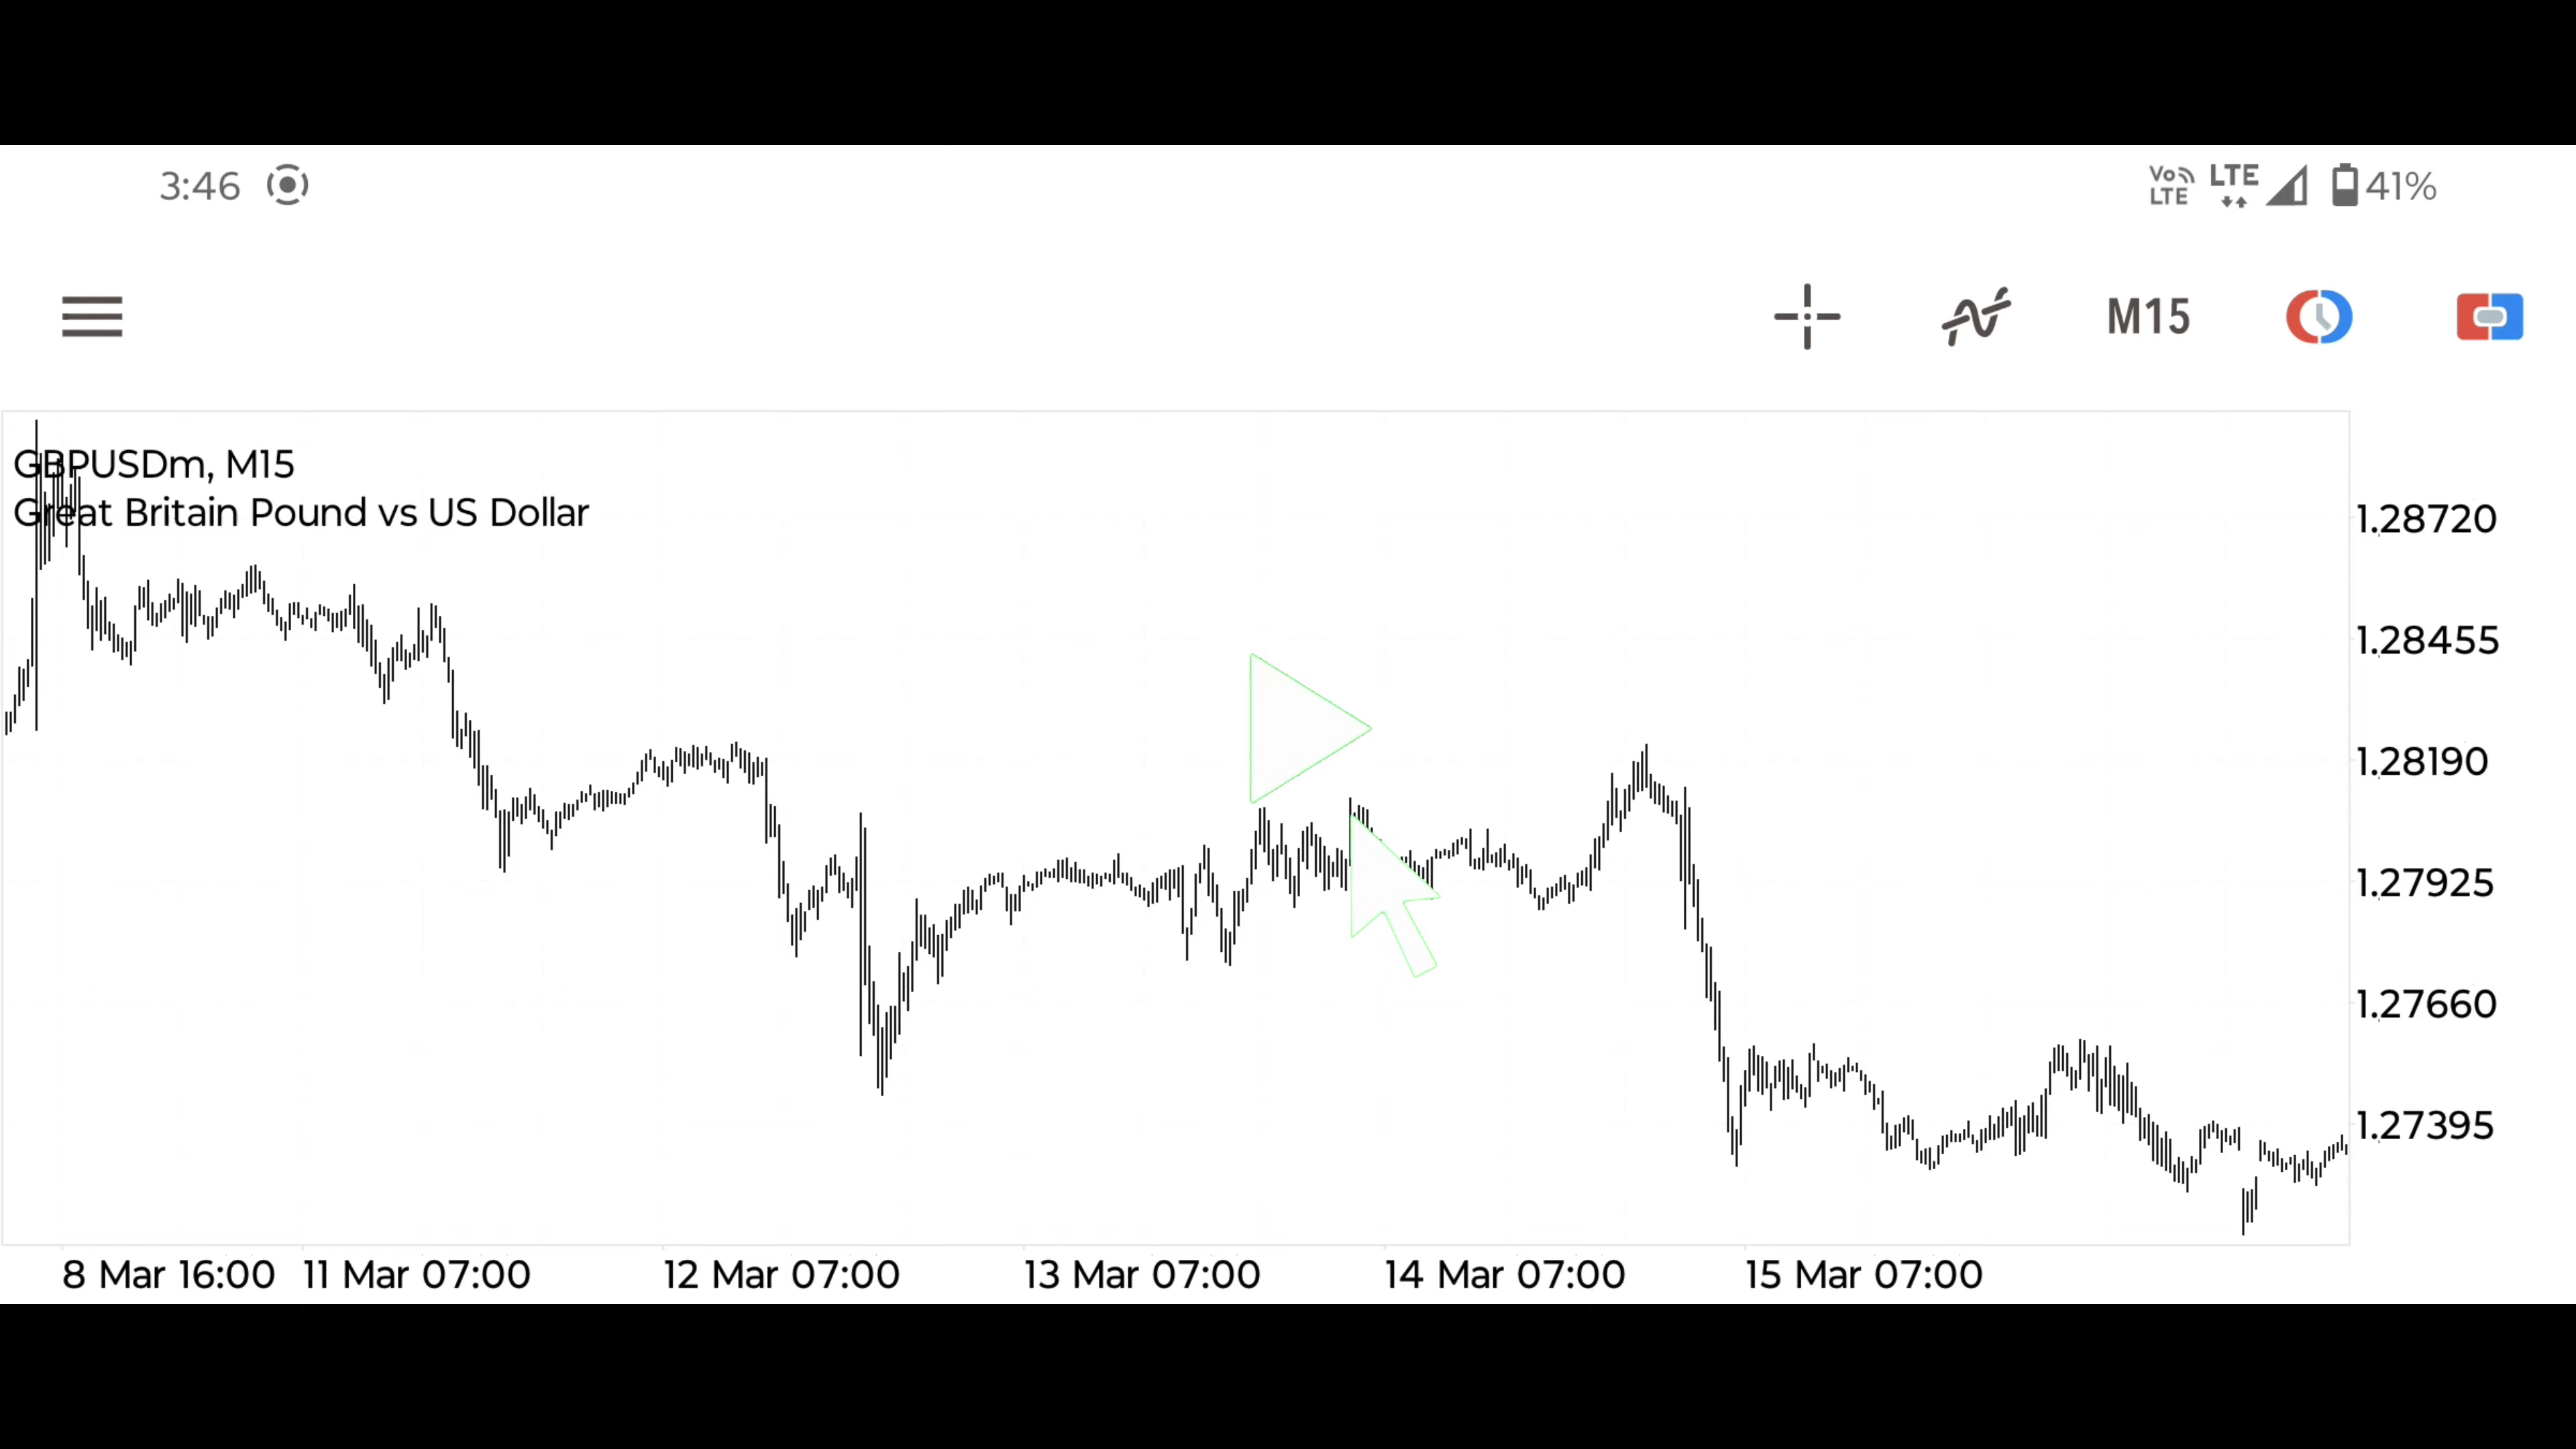 3:46
Vo LTE LTE 41%
M15
GBPUSDm, M15
Great Britain Pound vs US Dollar
1.28720
1.28455
1.28190
1.27925
1.27660
1.27395
8 Mar 16:00 11 Mar 07:00 12 Mar 07:00 13 Mar 07:00 14 Mar 07:00 15 Mar 07:00